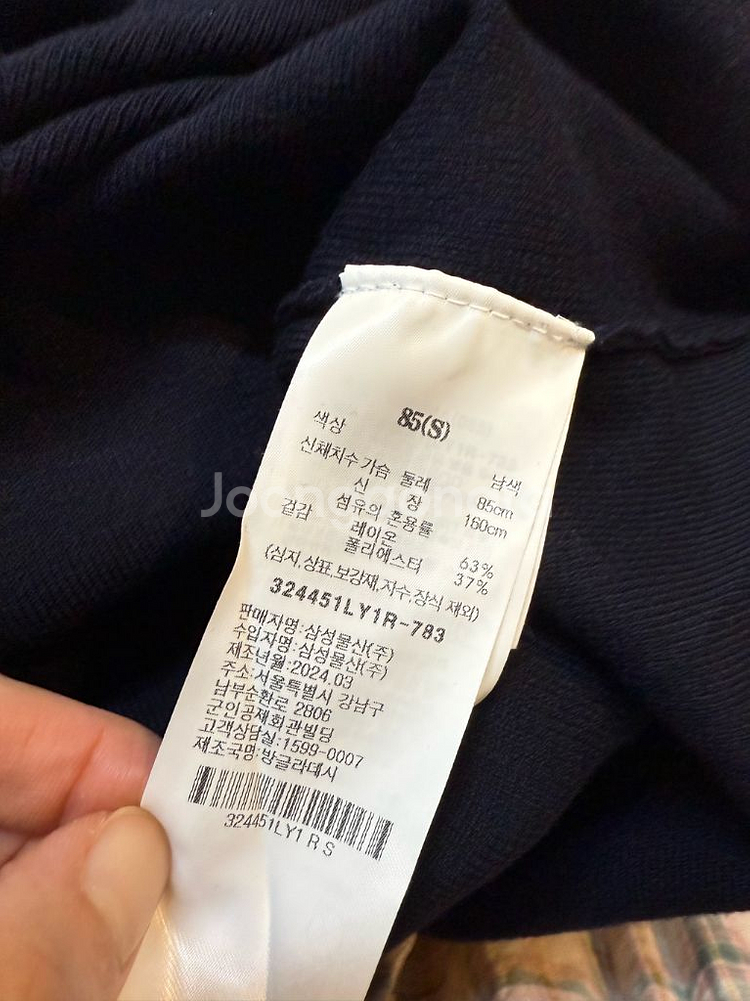 85(S)
색상 남색
신체치수 가슴 둘레 85cm
신 장 160cm
겉감 섬유의 혼용률
레이온 63%
폴리에스터 37%
(심지,상표,보강재,자수,장식 제외)
324451LY1R-783
판매자명:삼성물산(주)
수입자명:삼성물산(주)
제조년월:2024.03
주소:서울특별시 강남구
남부순환로 2806
군인공제회관빌딩
고객상담실:1599-0007
제조국명:방글라데시
324451LY1 R S